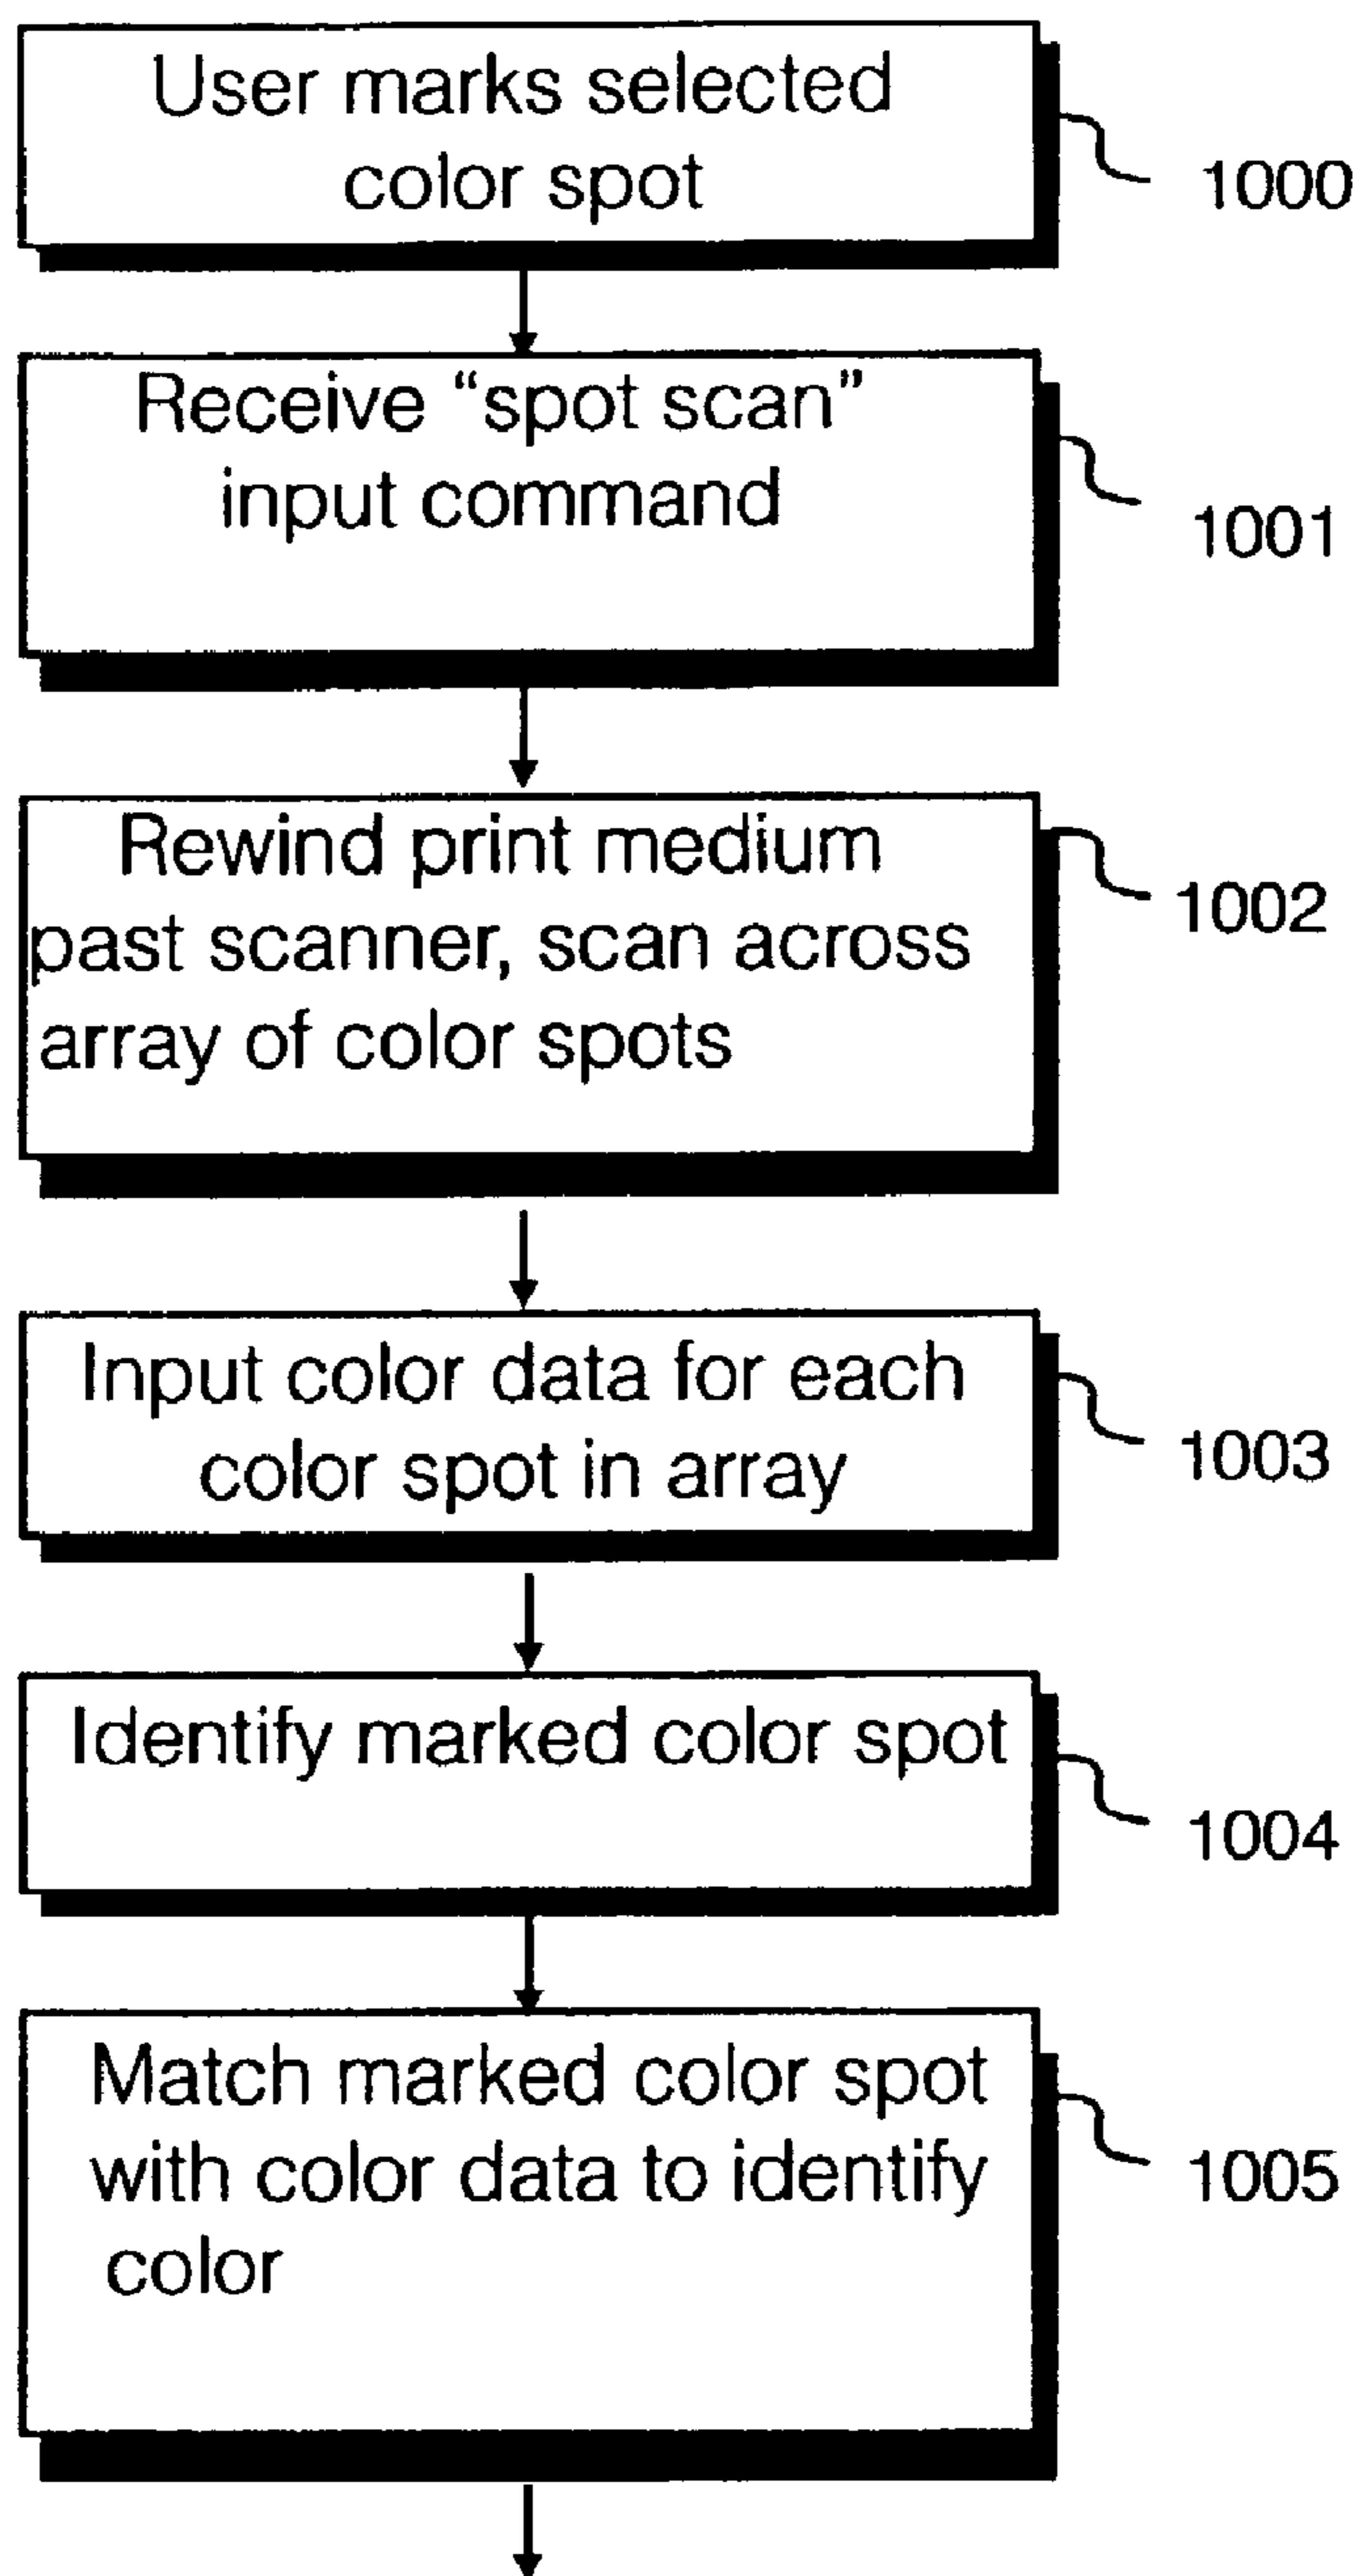 User marks selected
color spot
1000
Receive “spot scan”
input command
1001
Rewind print medium
past scanner, scan across
array of color spots
1002
Input color data for each
color spot in array
1003
Identify marked color spot
1004
Match marked color spot
with color data to identify
color
1005